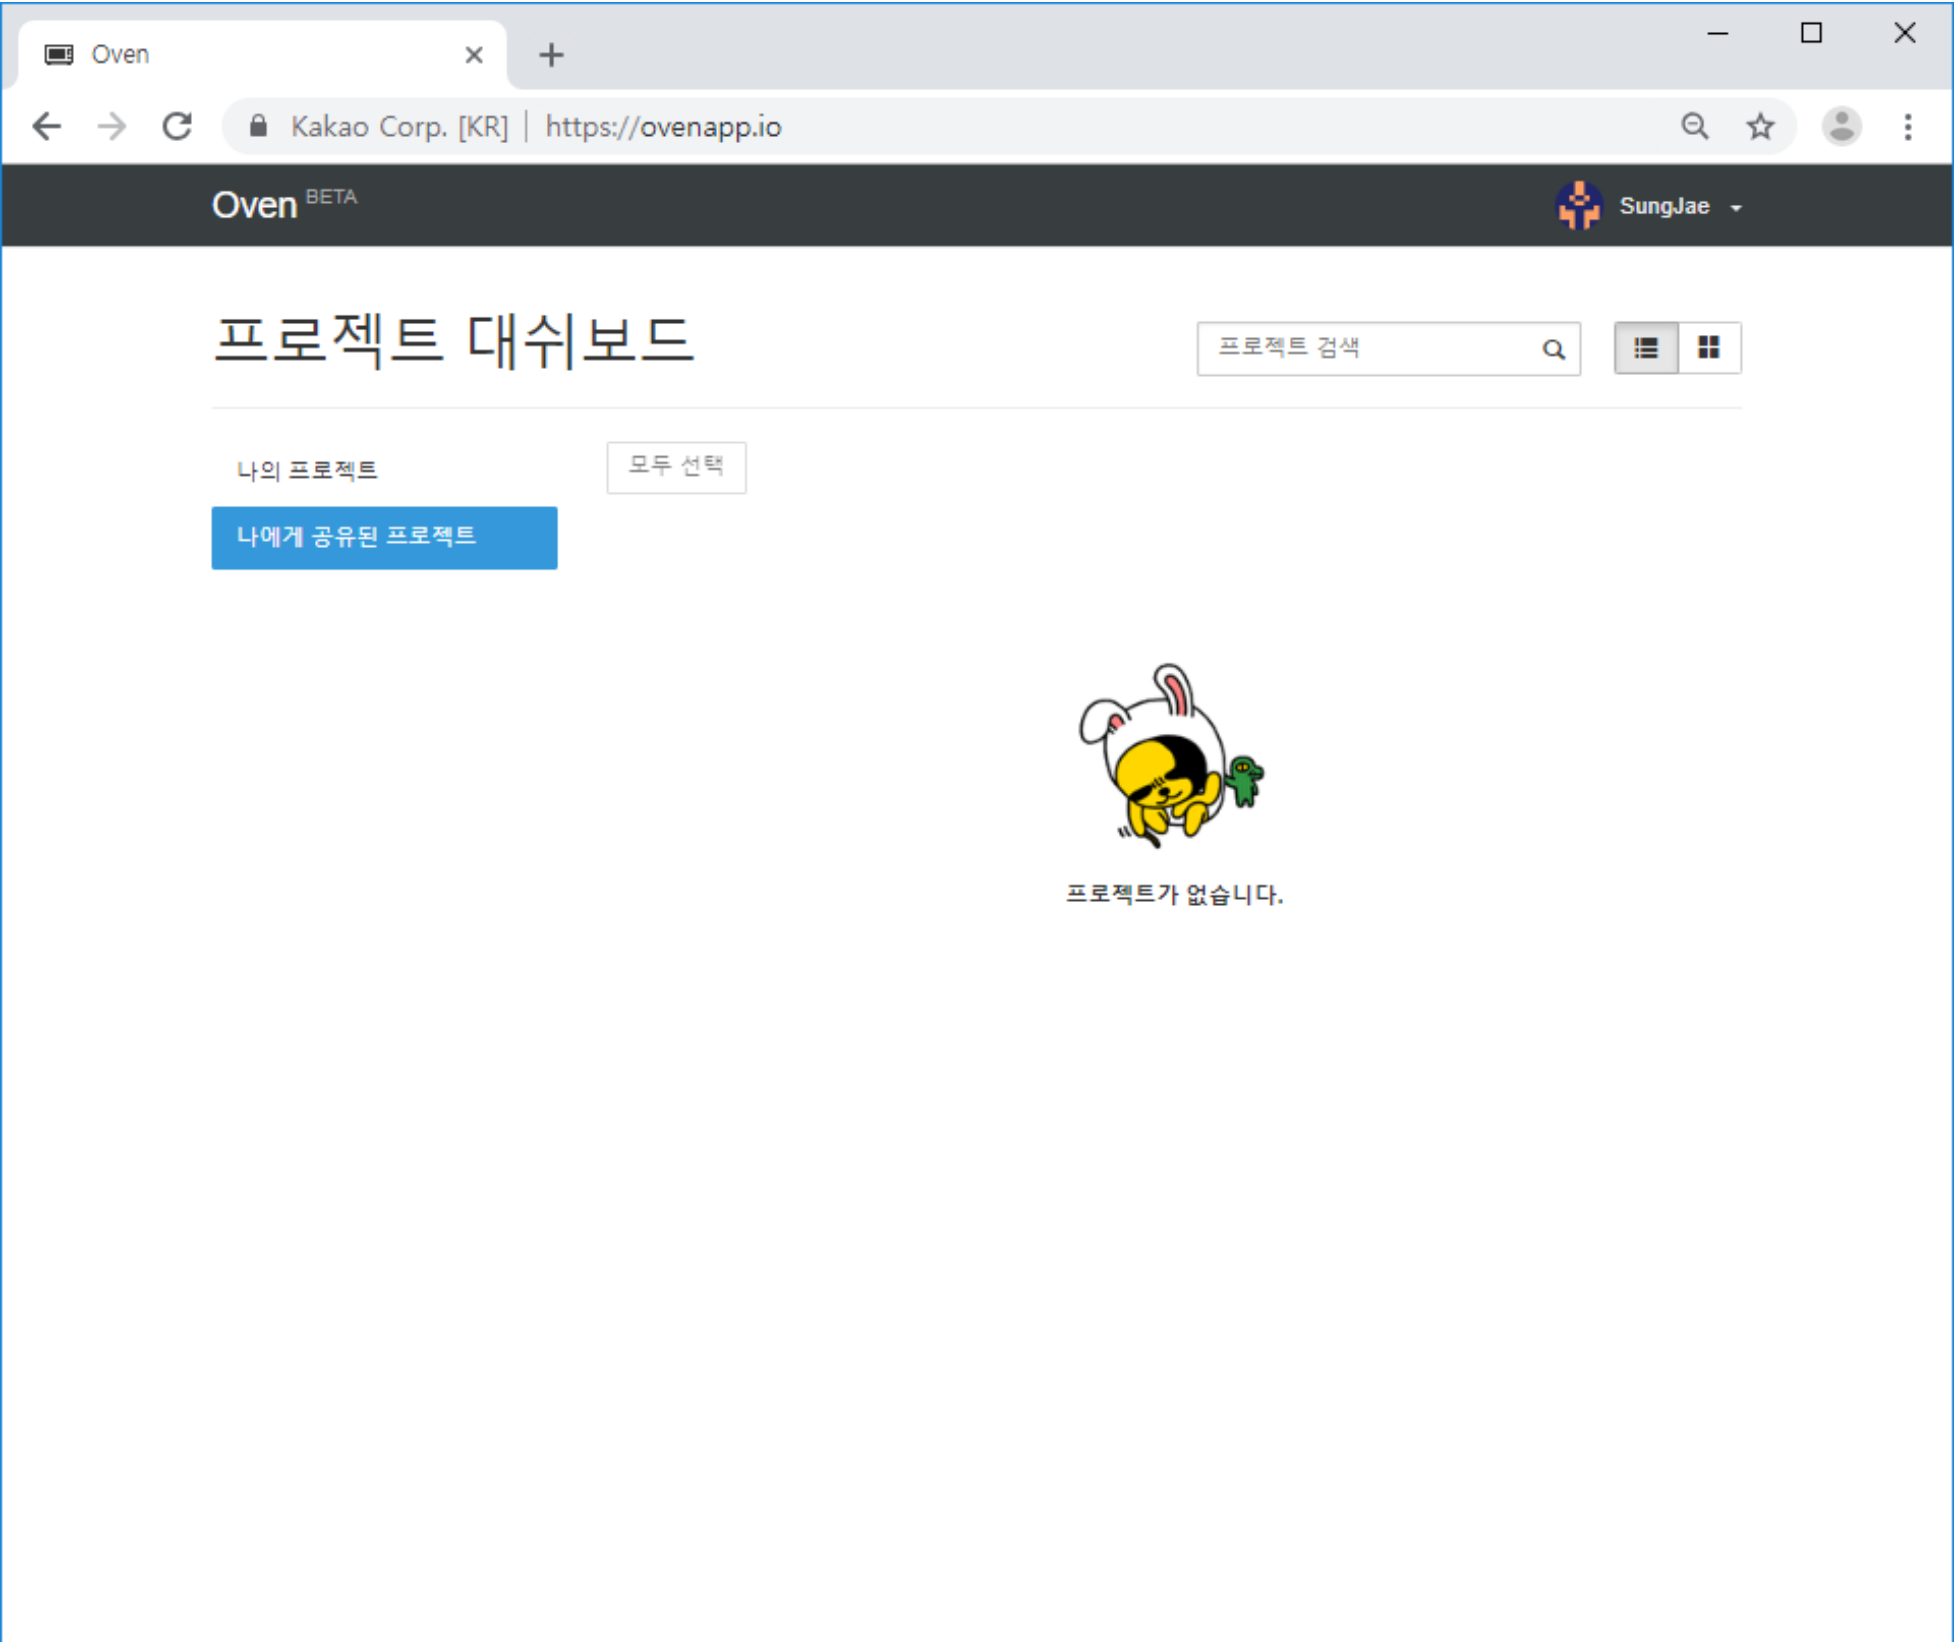 Oven
Kakao Corp. [KR] | https://ovenapp.io
Oven BETA
SungJae
프로젝트 대쉬보드
프로젝트 검색
나의 프로젝트
모두 선택
나에게 공유된 프로젝트
프로젝트가 없습니다.